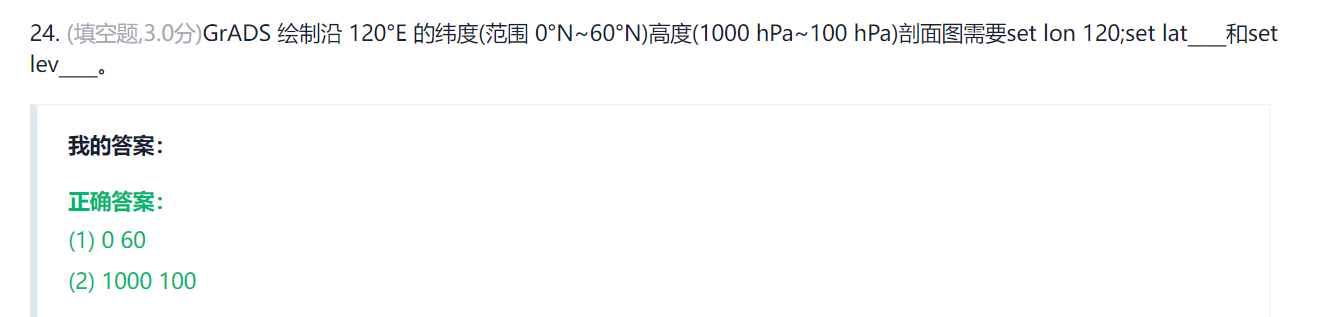 24. (填空题,3.0分)GrADS 绘制沿 120°E 的纬度(范围 0°N~60°N)高度(1000 hPa~100 hPa)剖面图需要set lon 120;set lat____和set
lev____。
我的答案：
正确答案：
(1) 0 60
(2) 1000 100